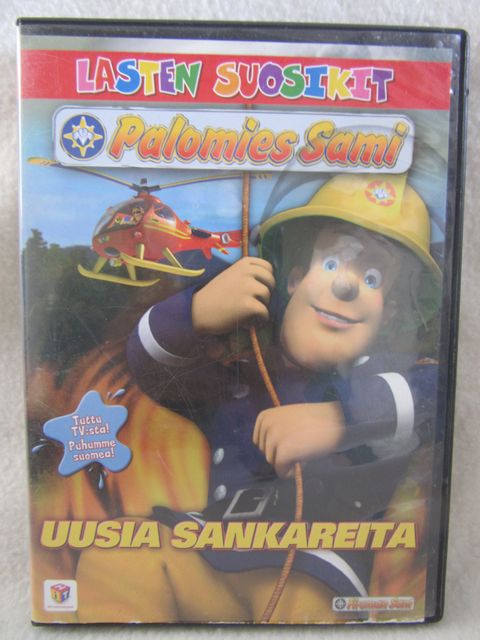 LASTEN SUOSIKIT
Palomies Sami
Tuttu
TV:stä!
Puhumme
suomea!
UUSIA SANKAREITA